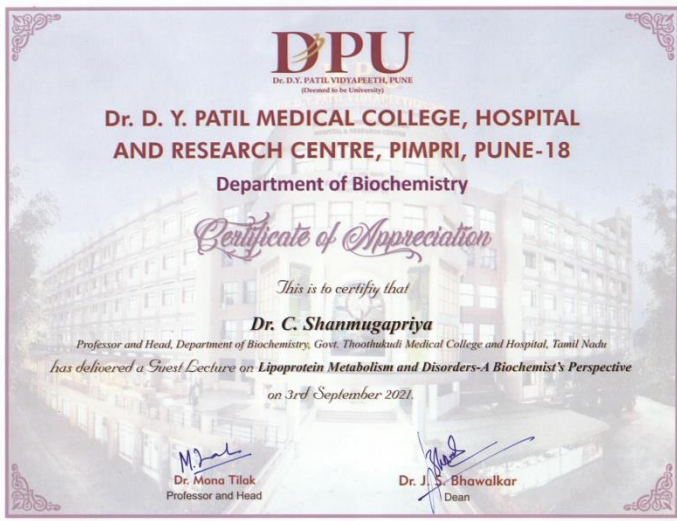 DPU
Dr. D.Y. PATIL VIDYAPEETH, PUNE
(Deemed to be University)
Dr. D. Y. PATIL MEDICAL COLLEGE, HOSPITAL
AND RESEARCH CENTRE, PIMPRI, PUNE-18
Department of Biochemistry
Certificate of Appreciation
This is to certifiy that
Dr. C. Shanmugapriya
Professor and Head, Department of Biochemistry, Govt. Thoothukudi Medical College and Hospital, Tamil Nadu
has delivered a Guest Lecture on Lipoprotein Metabolism and Disorders-A Biochemist's Perspective
on 3rd September 2021.
Dr. Mona Tilak
Professor and Head
Dr. J. S. Bhawalkar
Dean